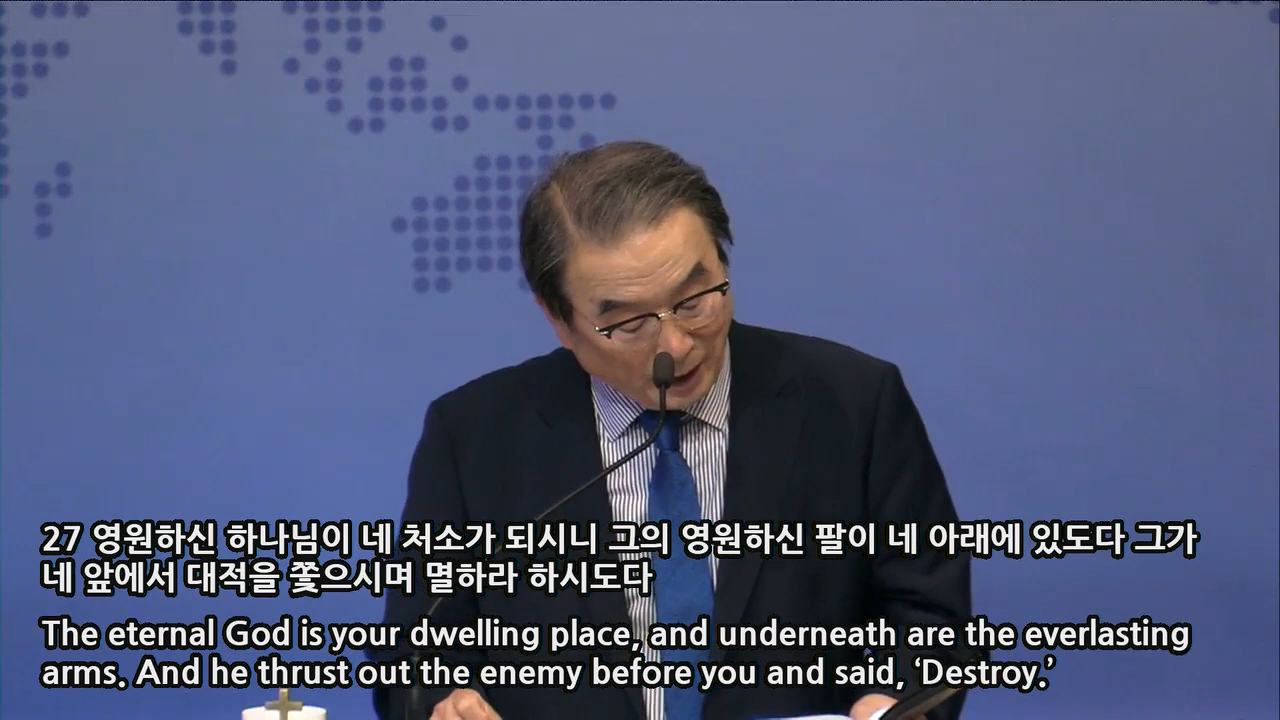 27 영원하신 하나님이 네 처소가 되시니 그의 영원하신 팔이 네 아래에 있도다 그가
네 앞에서 대적을 쫓으시며 멸하라 하시도다
The eternal God is your dwelling place, and underneath are the everlasting
arms. And he thrust out the enemy before you and said, ‘Destroy.’